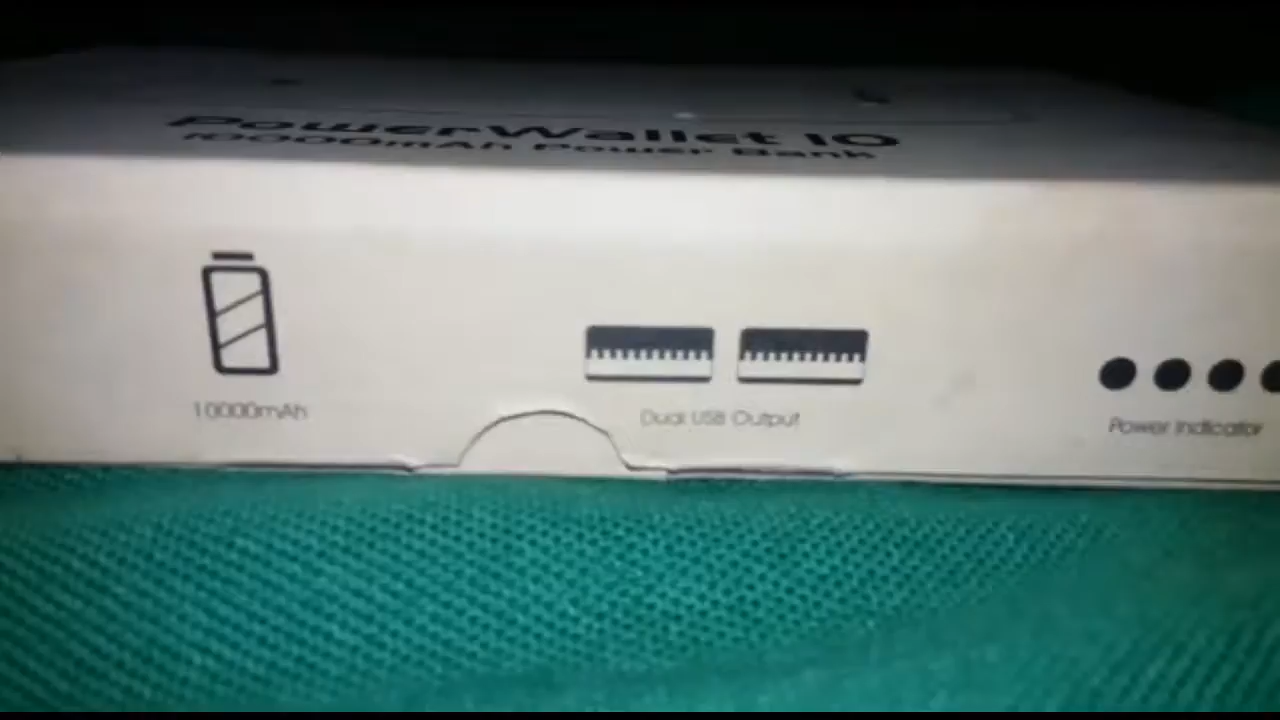 PowerWallet 10
10000mAh Power Bank
10000mAh
Dual USB Output
Power Indicator